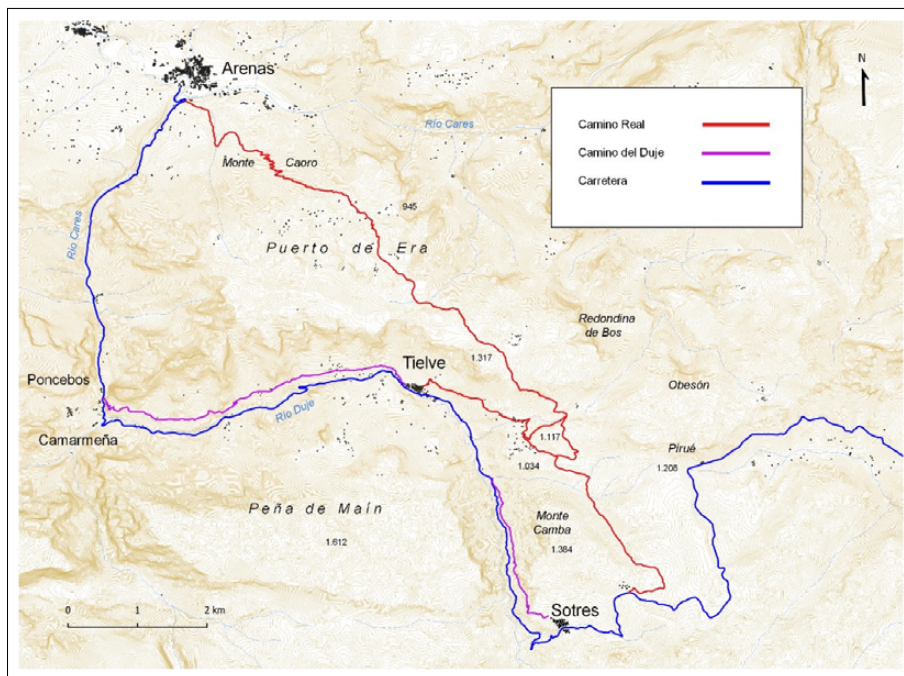 Arenas
N
Río Cares
Camino Real
Camino del Duje
Carretera
Monte Caoro
945
Río Cares
Puerto de Era
Redondina
de Bos
1.317
Tielve
Poncebos
Obesón
Río Duje
Camarmeña
1.117
Pirué
1.034
1.208
Peña de Maín
Monte
Camba
1.612
1.384
0 1 2 km
Sotres